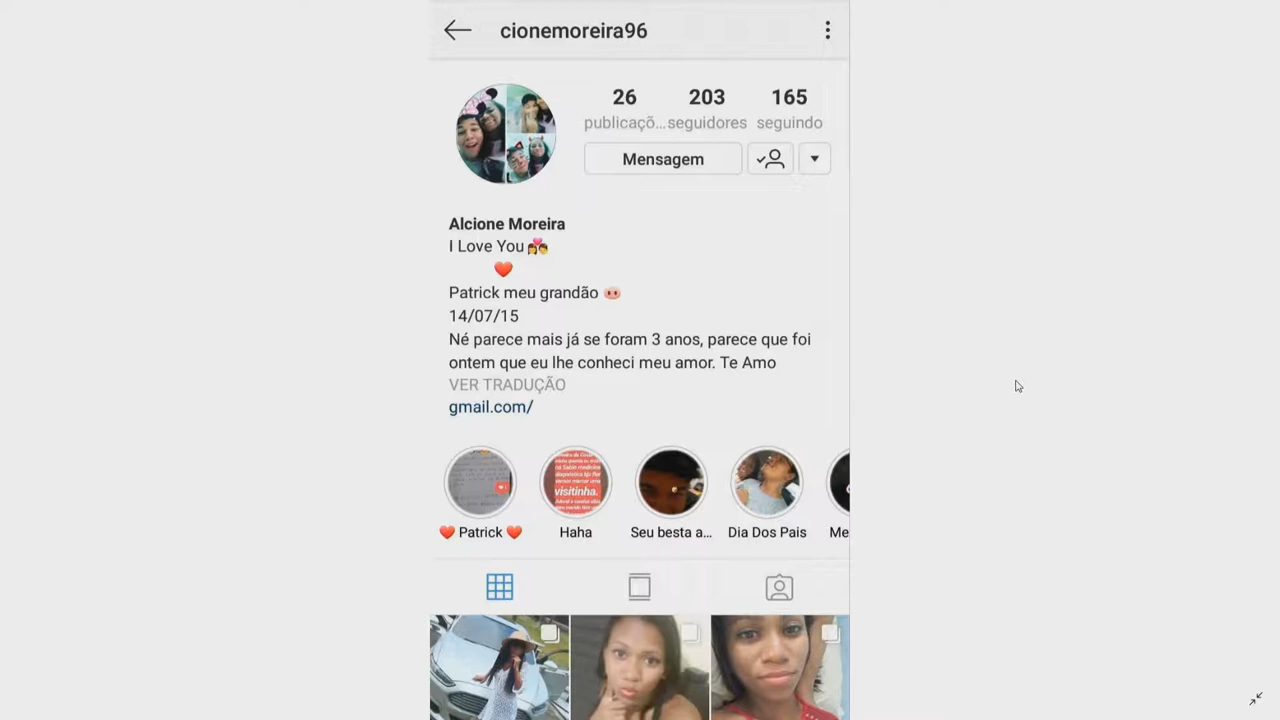 cionemoreira96
26 203 165
publicaçõ... seguidores seguindo
Mensagem
Alcione Moreira
I Love You 💏
❤️
Patrick meu grandão 🐽
14/07/15
Né parece mais já se foram 3 anos, parece que foi
ontem que eu lhe conheci meu amor. Te Amo
VER TRADUÇÃO
gmail.com/
visitinha.
❤️ Patrick ❤️ Haha Seu besta a... Dia Dos Pais Me